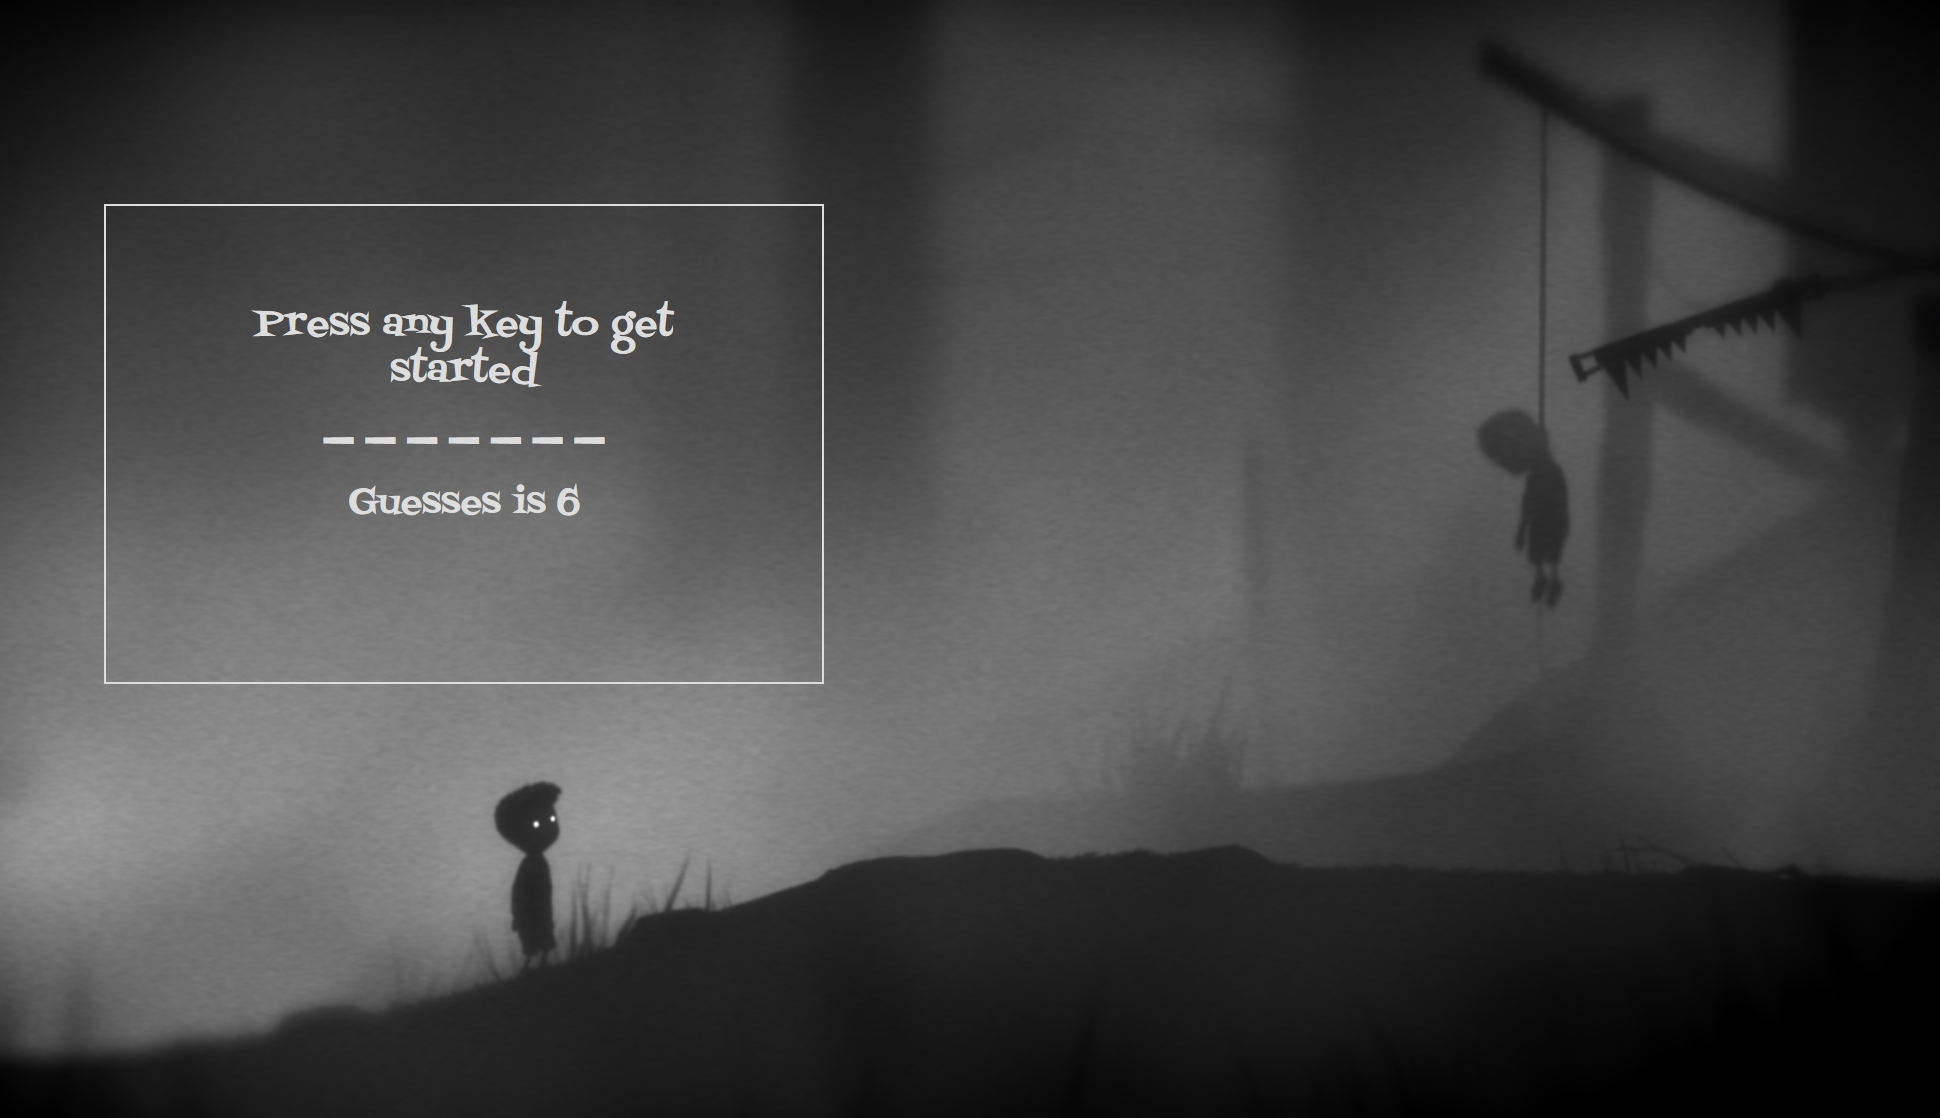 Press any key to get
started
_ _ _ _ _ _ _
Guesses is 6